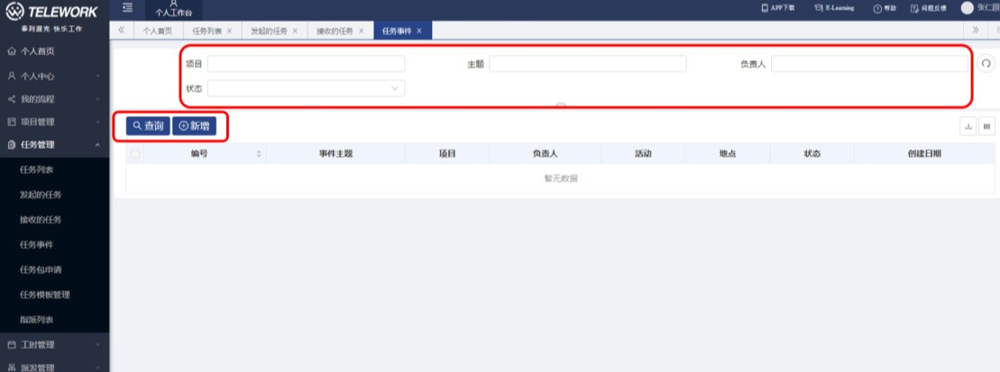 TELEWORK
泰利派克·快乐工作
个人工作台
APP下载 E-Learning 帮助 问题反馈
个人首页 任务列表 发起的任务 接收的任务 任务事件
个人首页
个人中心
我的流程
项目管理
任务管理
任务列表
发起的任务
接收的任务
任务事件
任务包申请
任务模板管理
指派列表
工时管理
派发管理
项目 主题 负责人
状态
查询 新增
编号 事件主题 项目 负责人 活动 地点 状态 创建日期
暂无数据